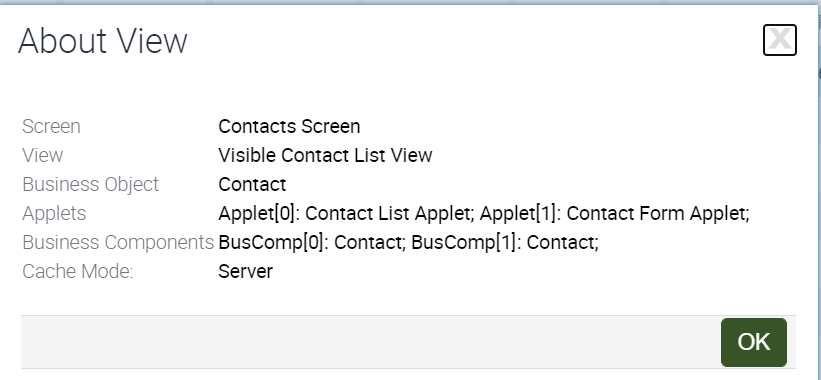 About View
X
Screen Contacts Screen
View Visible Contact List View
Business Object Contact
Applets Applet[0]: Contact List Applet; Applet[1]: Contact Form Applet;
Business Components BusComp[0]: Contact; BusComp[1]: Contact;
Cache Mode: Server
OK